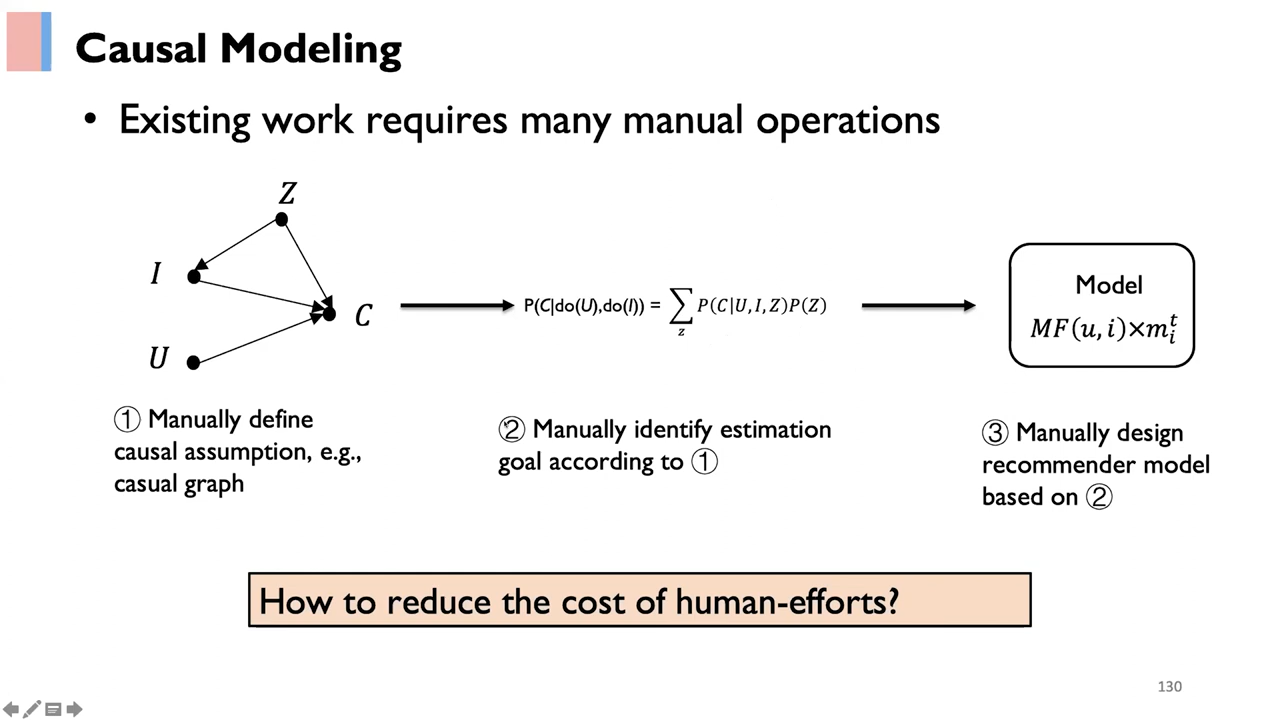 Causal Modeling
• Existing work requires many manual operations
Z
I
C
U
P(C|do(U),do(I)) = ∑_z P(C|U,I,Z)P(Z)
Model
MF(u,i)×m_i^t
① Manually define
causal assumption, e.g.,
casual graph
② Manually identify estimation
goal according to ①
③ Manually design
recommender model
based on ②
How to reduce the cost of human-efforts?
130